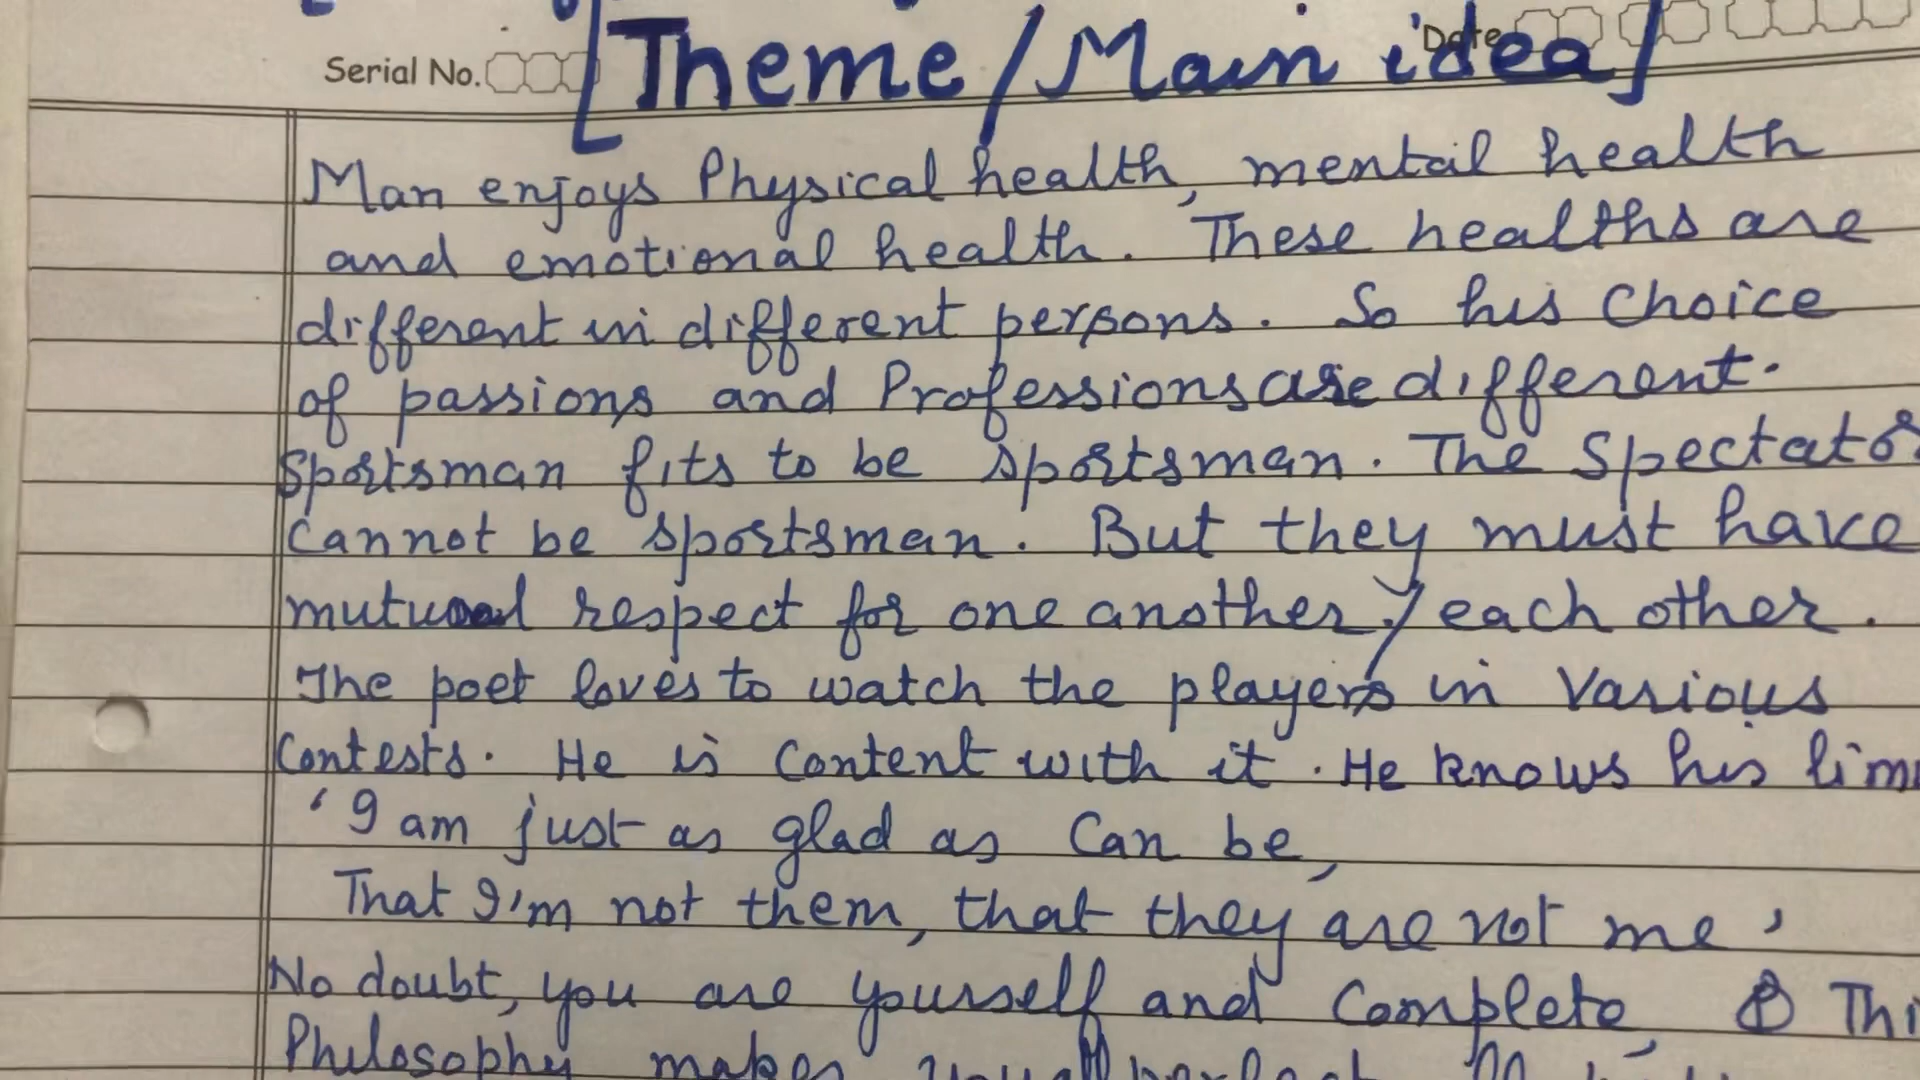 Serial No.
Date
[Theme/Main idea]
Man enjoys Physical health, mental health
and emotional health. These healths are
different in different persons. So his choice
of passions and Professions are different.
Sportsman fits to be sportsman. The Spectator
cannot be sportsman. But they must have
mutual respect for one another/each other.
The poet loves to watch the players in various
contests. He is content with it. He knows his
'I am just as glad as can be,
That I'm not them, that they are not me'
No doubt, you are yourself and complete,
Philosophy makes